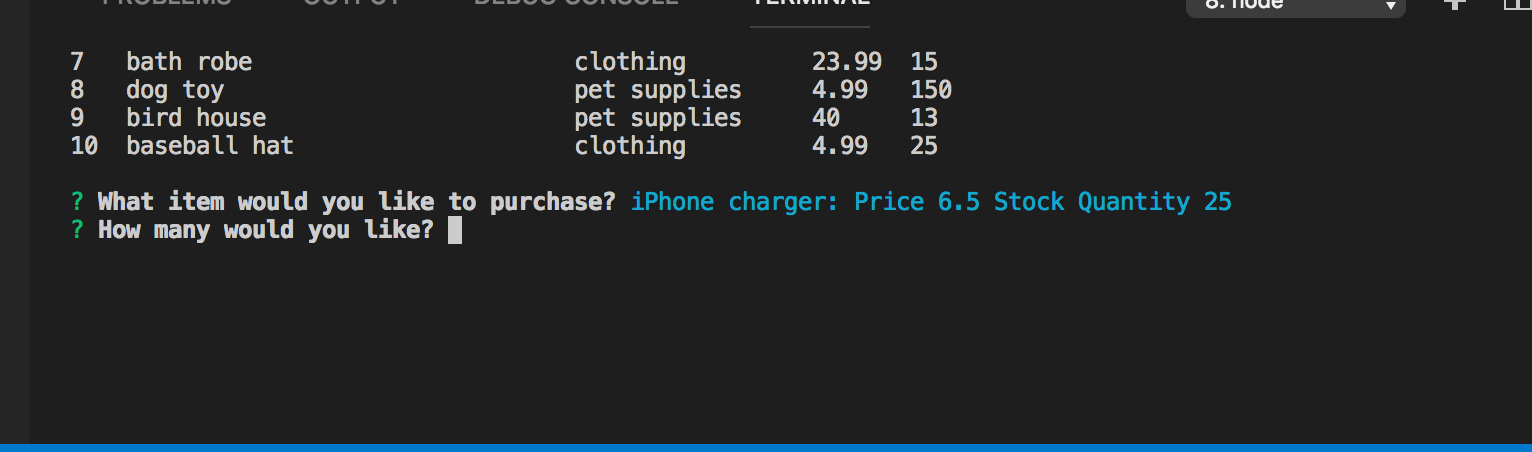 PROBLEMS OUTPUT DEBUG CONSOLE TERMINAL 8: node
7 bath robe clothing 23.99 15
8 dog toy pet supplies 4.99 150
9 bird house pet supplies 40 13
10 baseball hat clothing 4.99 25
? What item would you like to purchase? iPhone charger: Price 6.5 Stock Quantity 25
? How many would you like?